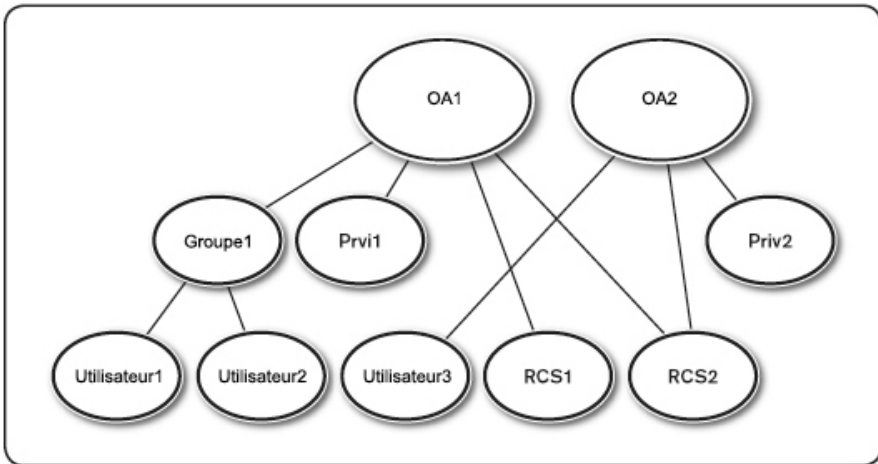 OA1
OA2
Groupe1
Prvi1
Priv2
Utilisateur1
Utilisateur2
Utilisateur3
RCS1
RCS2